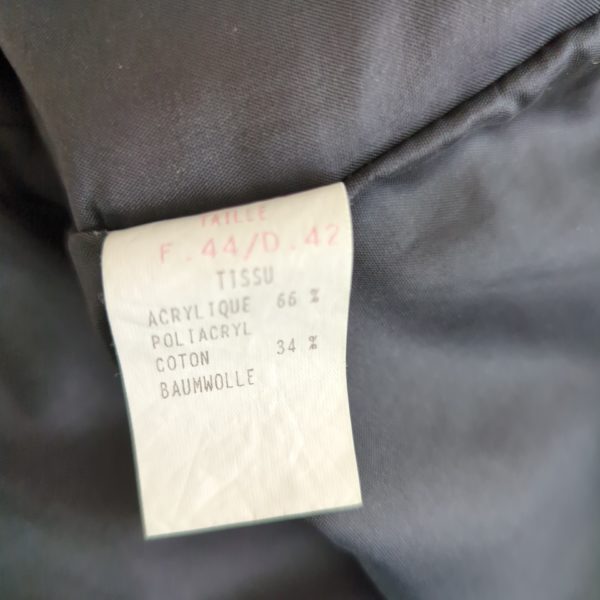 TAILLE
F.44/D.42
TISSU
ACRYLIQUE 66 %
POLIACRYL
COTON 34 %
BAUMWOLLE